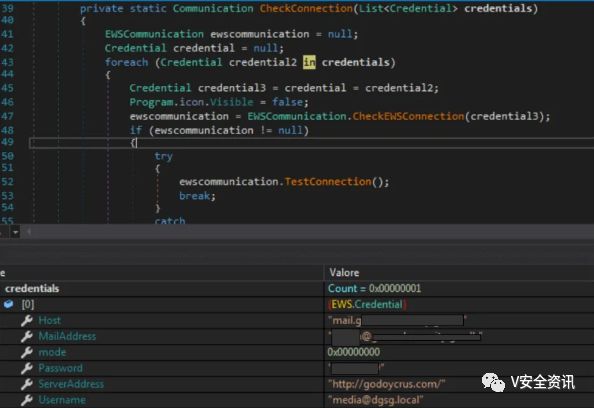 39 private static Communication CheckConnection(List<Credential> credentials)
40 {
41 EWSCommunication ewscommunication = null;
42 Credential credential = null;
43 foreach (Credential credential2 in credentials)
44 {
45 Credential credential3 = credential = credential2;
46 Program.icon.Visible = false;
47 ewscommunication = EWSCommunication.CheckEWSConnection(credential3);
48 if (ewscommunication != null)
49 {
50 try
51 {
52 ewscommunication.TestConnection();
53 break;
54 }
55 catch
e Valore
credentials Count = 0x00000001
[0] {EWS.Credential}
Host "mail.g "
MailAddress " @g "
mode 0x00000000
Password " "
ServerAddress "http://godoycrus.com/"
Username "media@dgsg.local"
V安全资讯